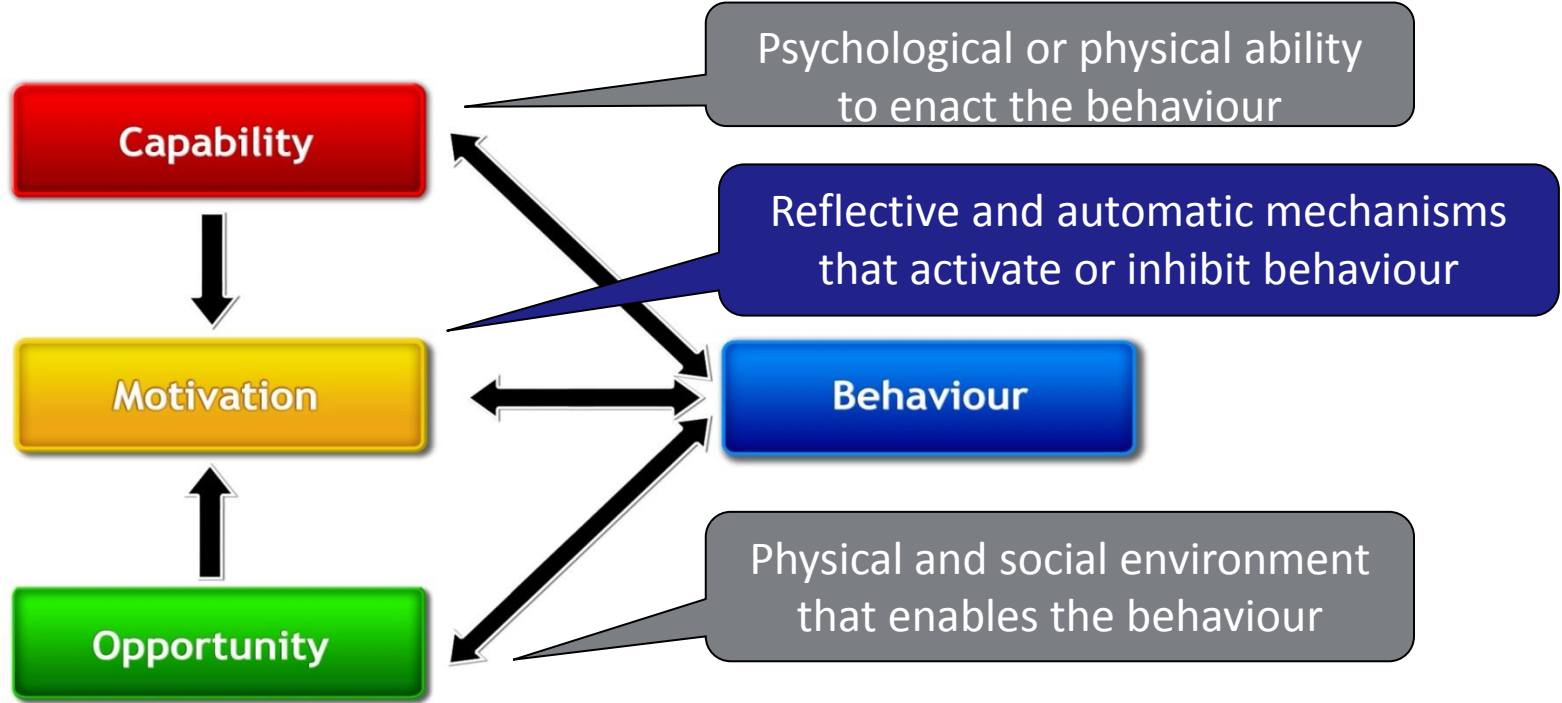 Psychological or physical ability
to enact the behaviour
Capability
Reflective and automatic mechanisms
that activate or inhibit behaviour
Motivation
Behaviour
Physical and social environment
that enables the behaviour
Opportunity